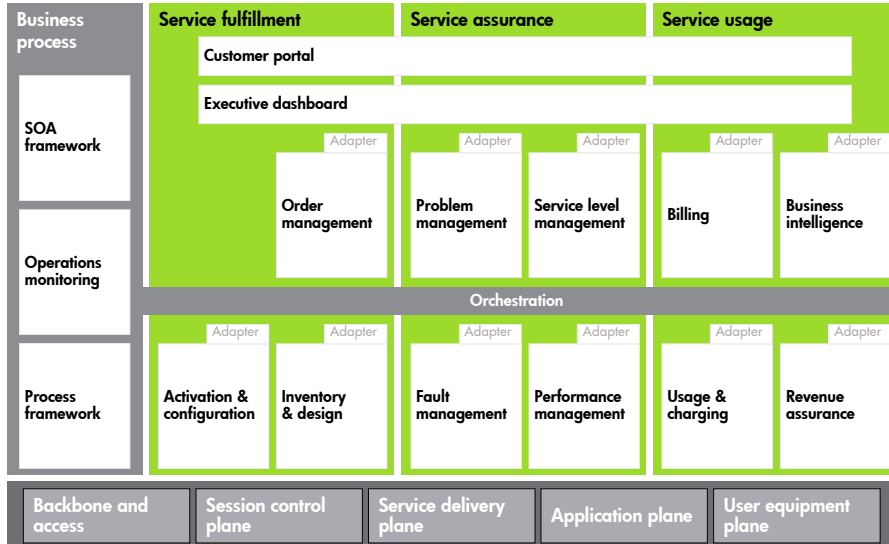 Business
process
Service fulfillment
Service assurance
Service usage
Customer portal
Executive dashboard
SOA
framework
Operations
monitoring
Process
framework
Adapter
Order
management
Adapter
Problem
management
Adapter
Service level
management
Adapter
Billing
Adapter
Business
intelligence
Orchestration
Adapter
Activation &
configuration
Adapter
Inventory
& design
Adapter
Fault
management
Adapter
Performance
management
Adapter
Usage &
charging
Adapter
Revenue
assurance
Backbone and
access
Session control
plane
Service delivery
plane
Application plane
User equipment
plane